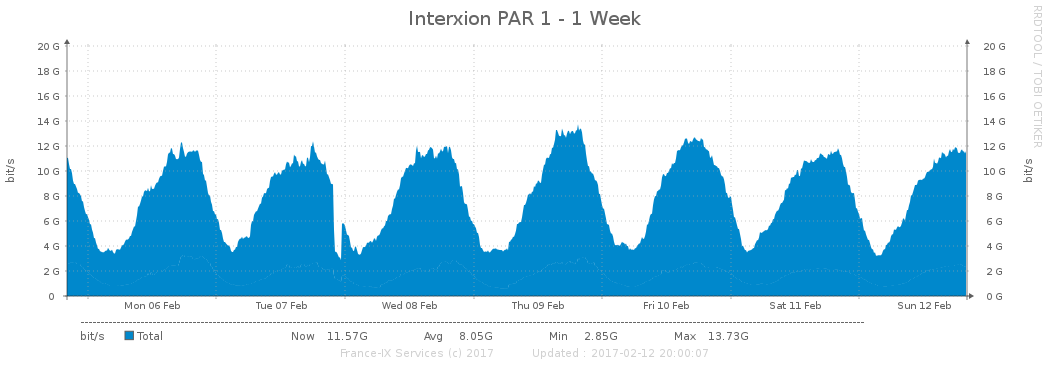 Interxion PAR 1 - 1 Week
RRDTOOL / TOBI OETIKER
20 G 20 G
18 G 18 G
16 G 16 G
14 G 14 G
12 G 12 G
10 G 10 G
8 G 8 G
6 G 6 G
4 G 4 G
2 G 2 G
0 0 G
bit/s
bit/s
Mon 06 Feb Tue 07 Feb Wed 08 Feb Thu 09 Feb Fri 10 Feb Sat 11 Feb Sun 12 Feb
bit/s Total Now 11.57G Avg 8.05G Min 2.85G Max 13.73G
France-IX Services (c) 2017 Updated : 2017-02-12 20:00:07